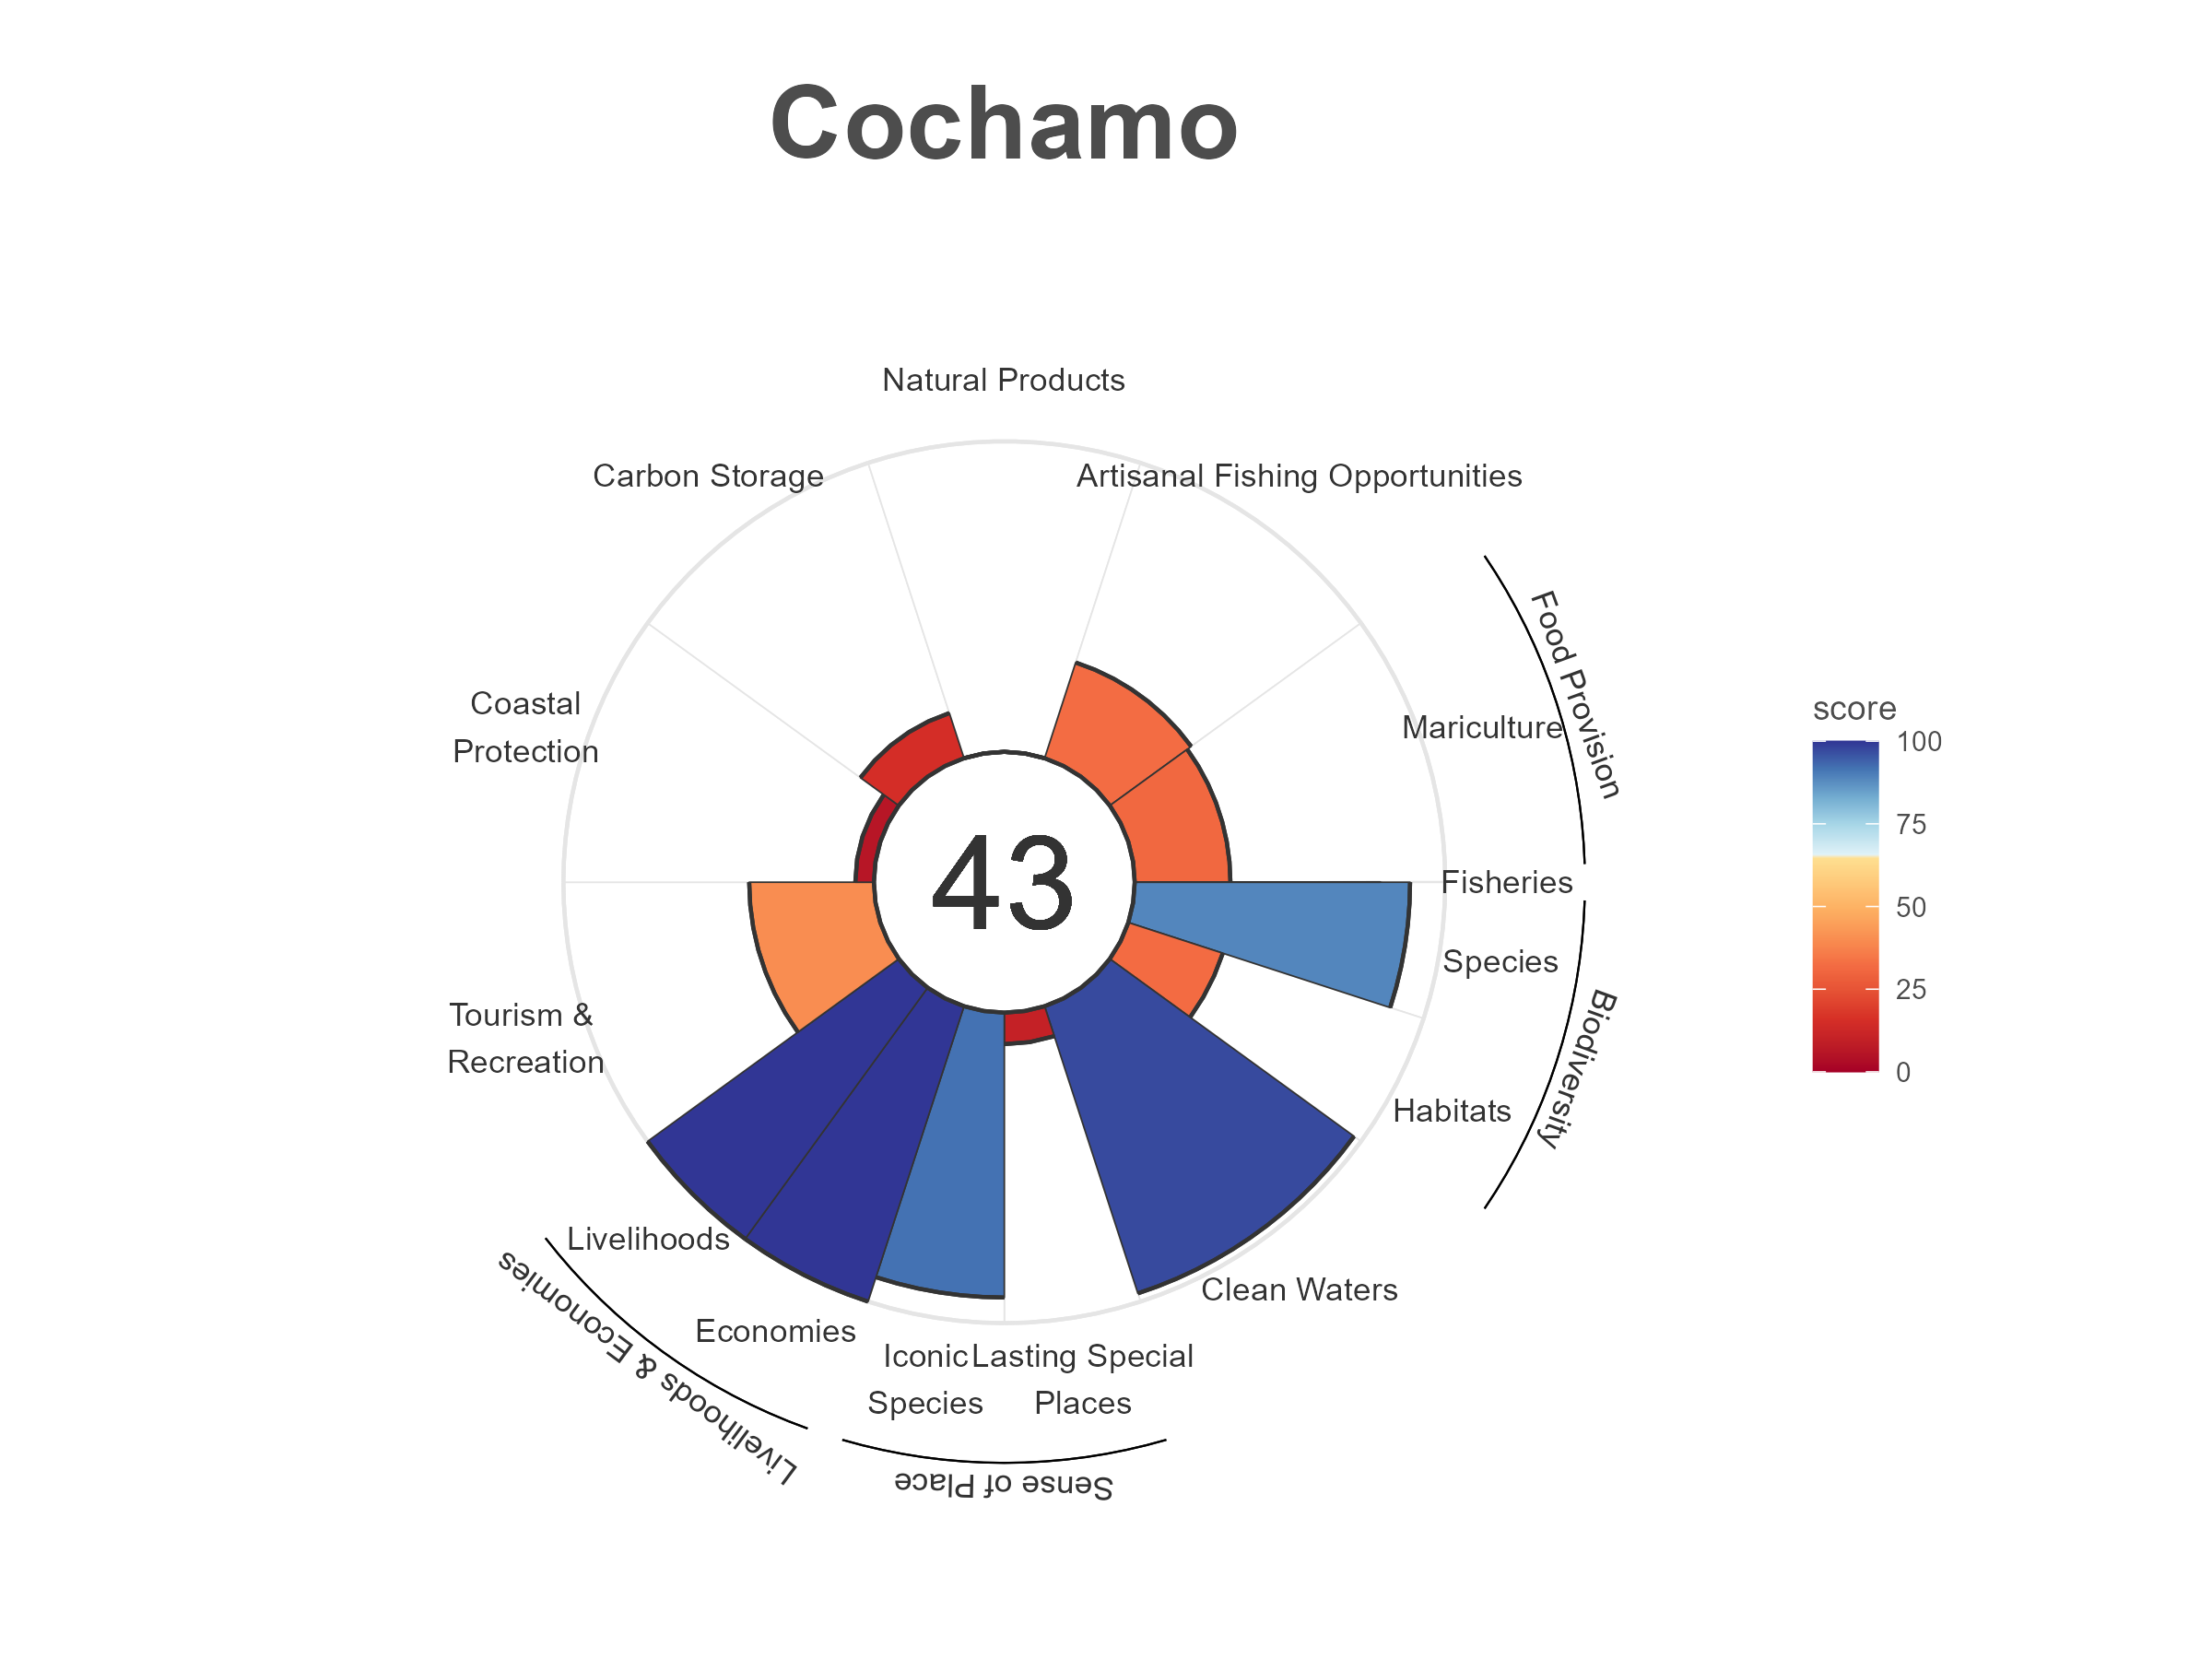 Cochamo
Natural Products
Carbon Storage
Artisanal Fishing Opportunities
Food Provision
Coastal
Protection
Mariculture
score
100
75
50
25
0
43
Fisheries
Species
Biodiversity
Tourism &
Recreation
Habitats
Livelihoods
Clean Waters
Economies
Livelihoods & Economies
Iconic
Species
Lasting Special
Places
Sense of Place